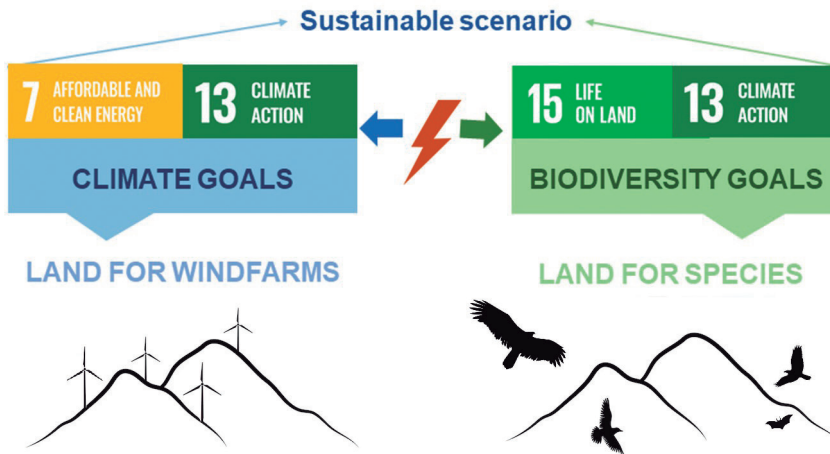 Sustainable scenario
7 AFFORDABLE AND
CLEAN ENERGY
13 CLIMATE
ACTION
15 LIFE
ON LAND
13 CLIMATE
ACTION
CLIMATE GOALS
BIODIVERSITY GOALS
LAND FOR WINDFARMS
LAND FOR SPECIES